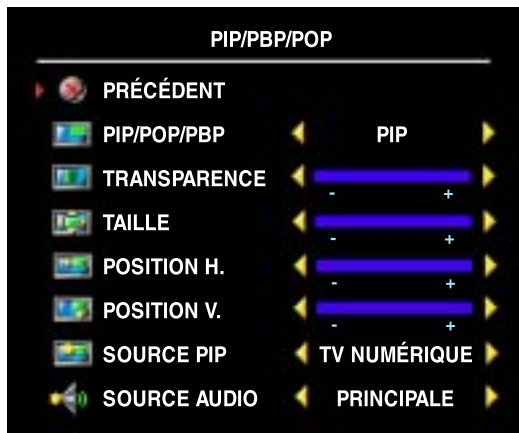 PIP/PBP/POP
PRÉCÉDENT
PIP/POP/PBP PIP
TRANSPARENCE
- +
TAILLE
- +
POSITION H.
- +
POSITION V.
- +
SOURCE PIP TV NUMÉRIQUE
SOURCE AUDIO PRINCIPALE